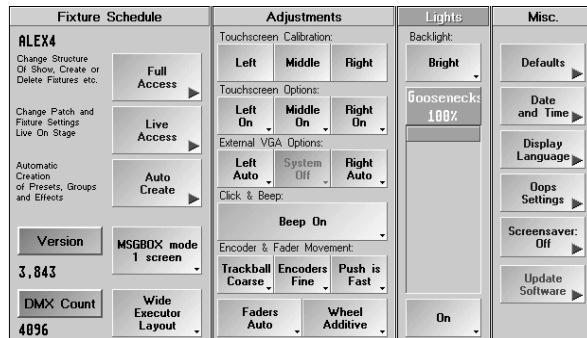 Fixture Schedule
ALEX4
Change Structure
Of Show, Create or
Delete Fixtures etc.
Full
Access
Change Patch and
Fixture Settings
Live On Stage
Live
Access
Automatic
Creation
of Presets, Groups
and Effects
Auto
Create
Version
3,843
MSGBOX mode
1 screen
DMX Count
4096
Wide
Executor
Layout
Adjustments
Touchscreen Calibration:
Left
Middle
Right
Touchscreen Options:
Left
On
Middle
On
Right
On
External VGA Options:
Left
Auto
System
Off
Right
Auto
Click & Beep:
Beep On
Encoder & Fader Movement:
Trackball
Coarse
Encoders
Fine
Push is
Fast
Faders
Auto
Wheel
Additive
Lights
Backlight:
Bright
Goosenecks
100%
On
Misc.
Defaults
Date
and Time
Display
Language
Oops
Settings
Screensaver:
Off
Update
Software